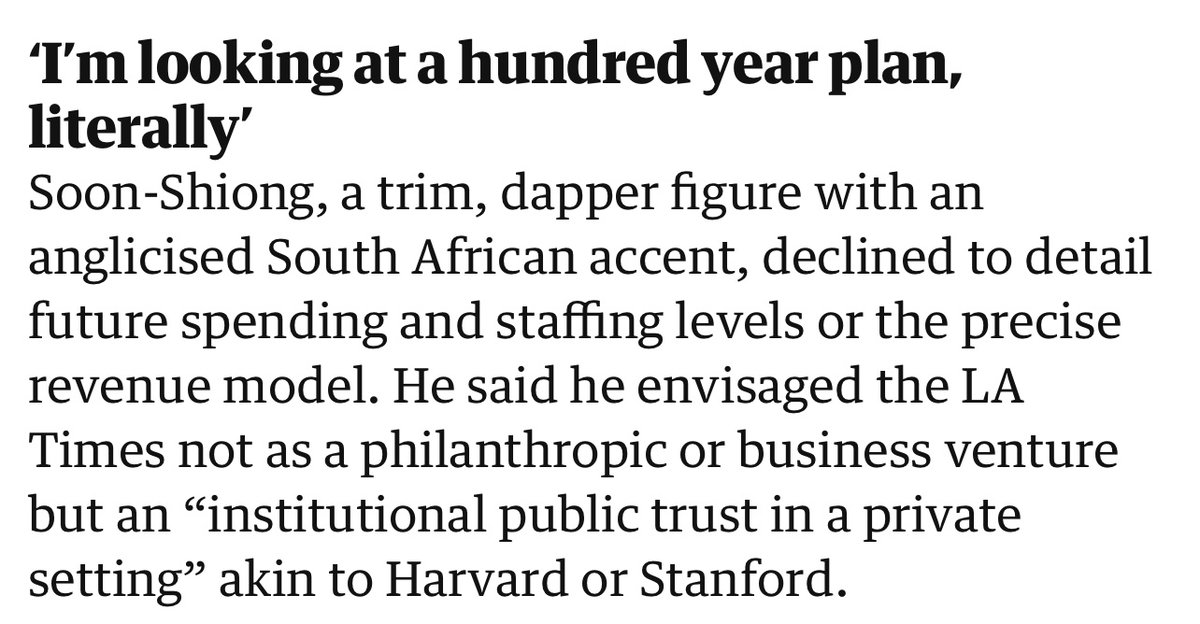 ‘I’m looking at a hundred year plan,
literally’
Soon-Shiong, a trim, dapper figure with an
anglicised South African accent, declined to detail
future spending and staffing levels or the precise
revenue model. He said he envisaged the LA
Times not as a philanthropic or business venture
but an “institutional public trust in a private
setting” akin to Harvard or Stanford.